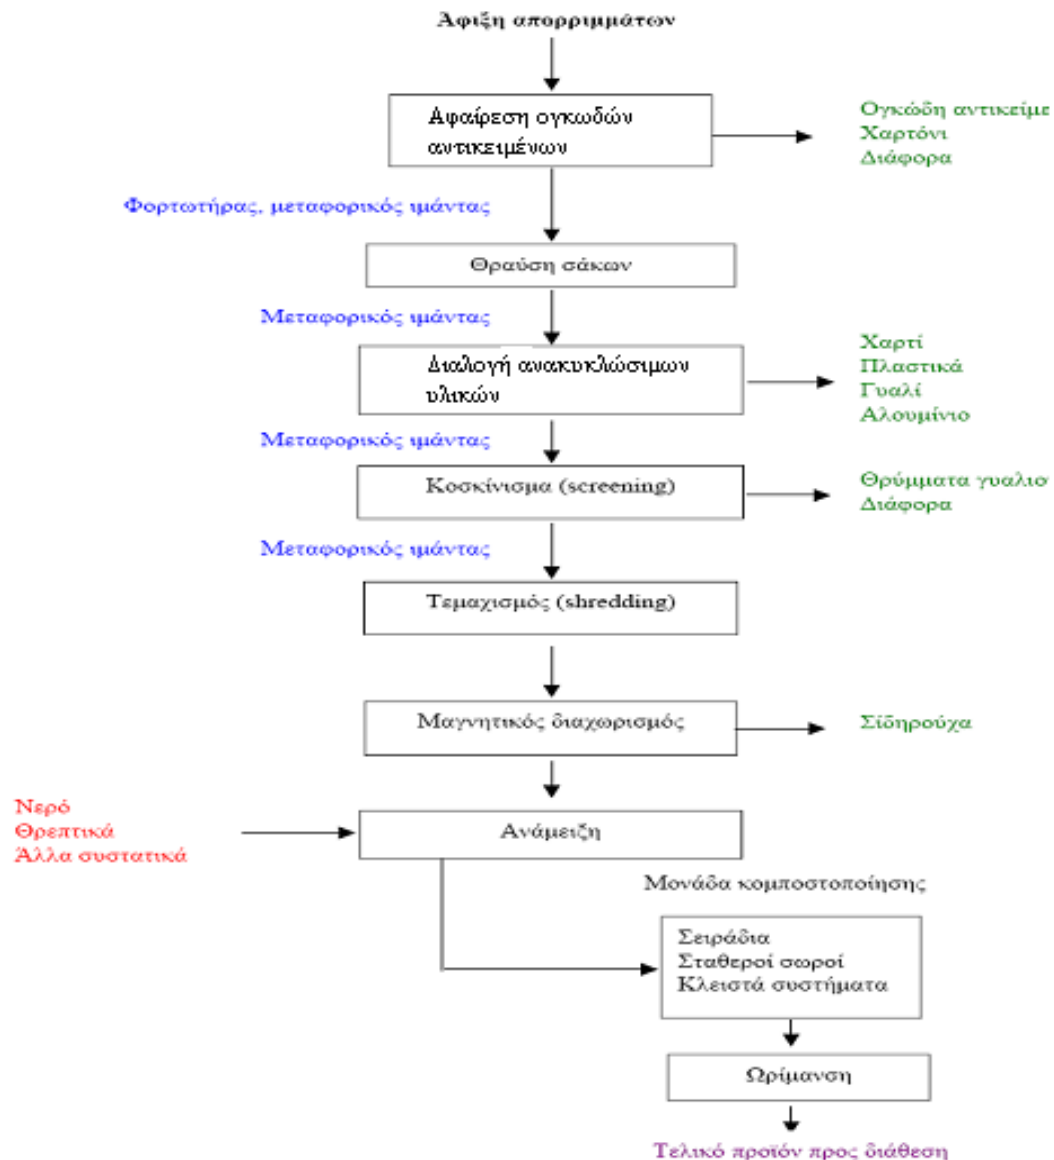 Άφιξη απορριμμάτων
Αφαίρεση ογκωδών
αντικειμένων
Ογκώδη αντικείμε
Χαρτόνι
Διάφορα
Φορτωτήρας, μεταφορικός ιμάντας
Θραύση σάκων
Μεταφορικός ιμάντας
Διαλογή ανακυκλώσιμων
υλικών
Χαρτί
Πλαστικά
Γυαλί
Αλουμίνιο
Μεταφορικός ιμάντας
Κοσκίνισμα (screening)
Θρύμματα γυαλιο
Διάφορα
Μεταφορικός ιμάντας
Τεμαχισμός (shredding)
Μαγνητικός διαχωρισμός
Σίδηρούχα
Νερό
Θρεπτικά
Άλλα συστατικά
Ανάμειξη
Μονάδα κομποστοποίησης
Σειράδια
Σταθεροί σωροί
Κλειστά συστήματα
Ωρίμανση
Τελικό προϊόν προς διάθεση